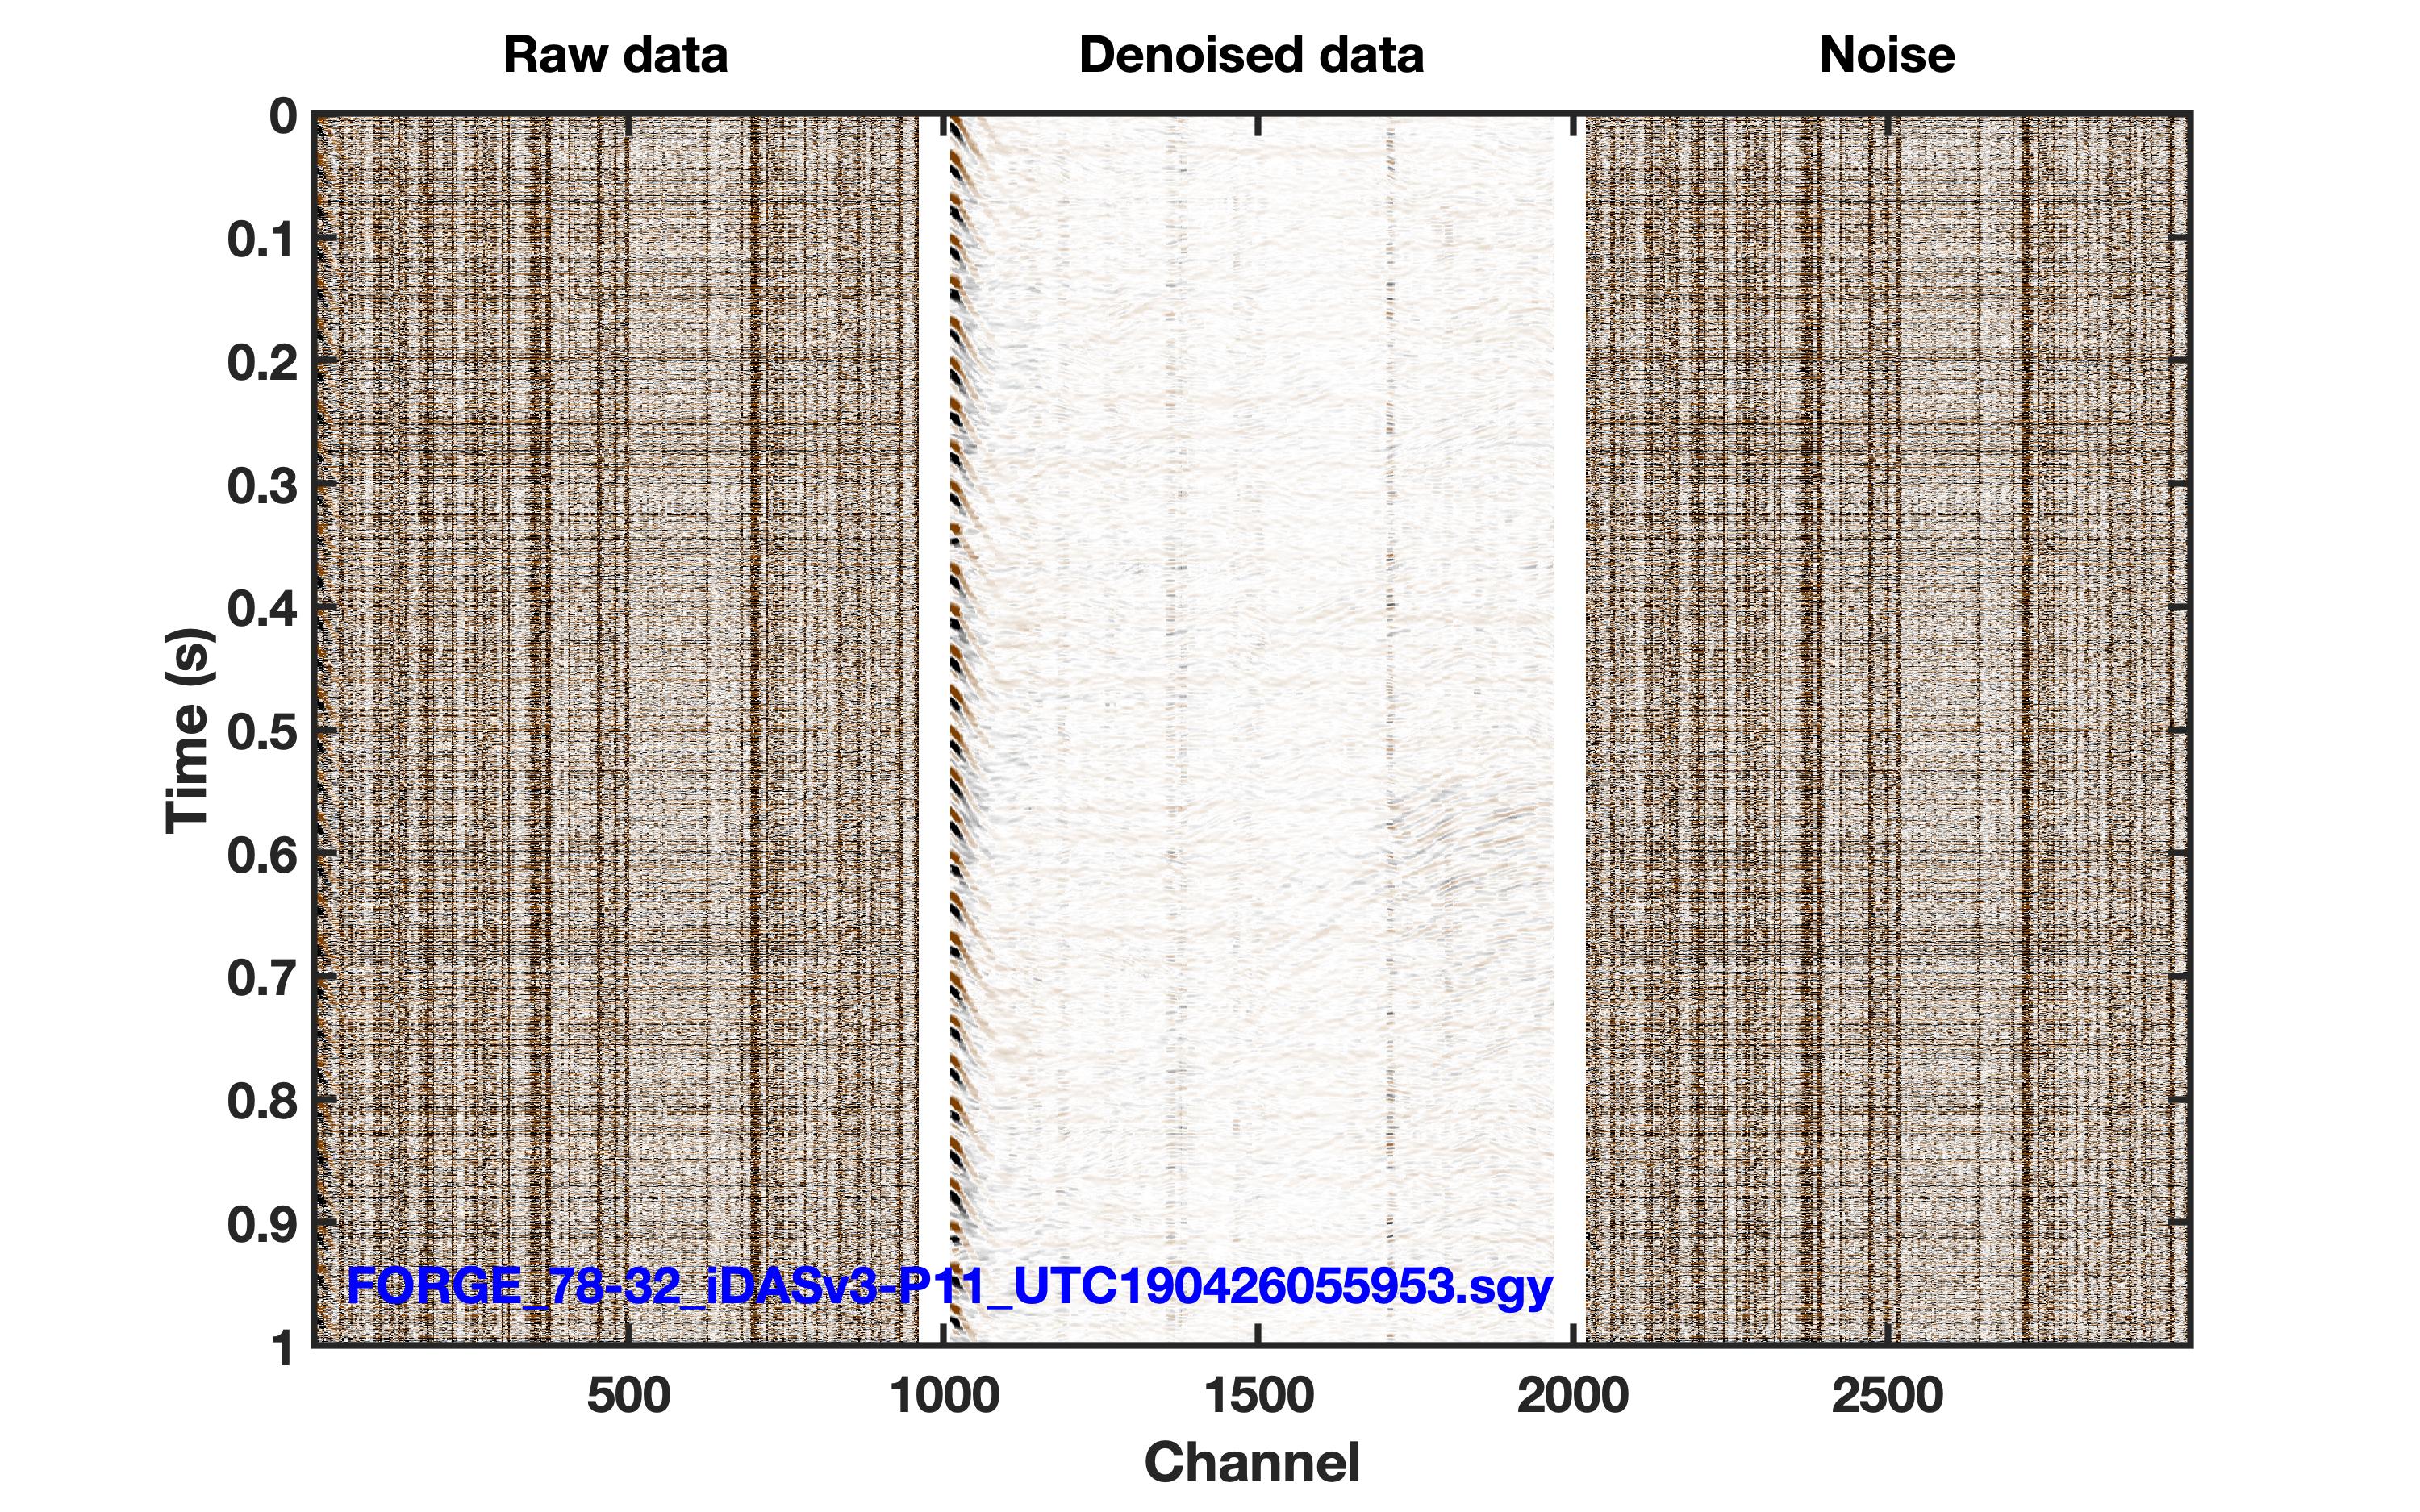 Raw data
Denoised data
Noise
0
0.1
0.2
0.3
0.4
0.5
0.6
0.7
0.8
0.9
1
Time (s)
FORGE_78-32_iDASv3-P11_UTC190426055953.sgy
500
1000
1500
2000
2500
Channel